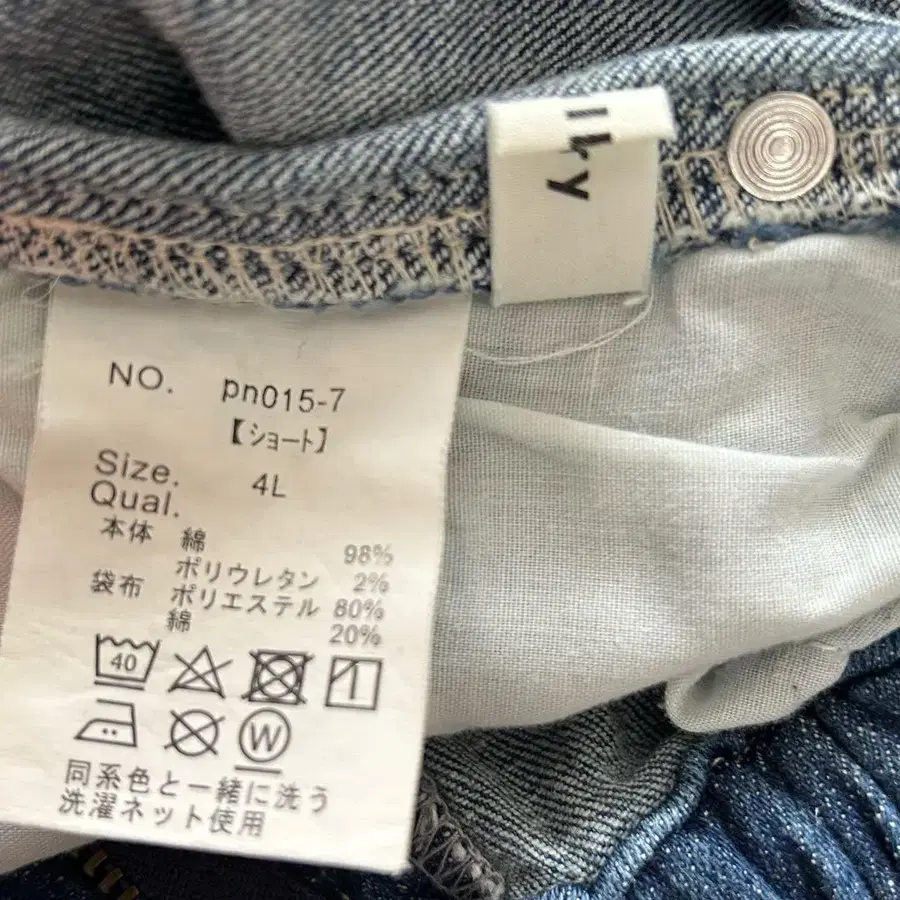 lky
NO. pn015-7
【ショート】
Size. 4L
Qual.
本体 綿 98%
ポリウレタン 2%
袋布 ポリエステル 80%
綿 20%
40
W
同系色と一緒に洗う
洗濯ネット使用